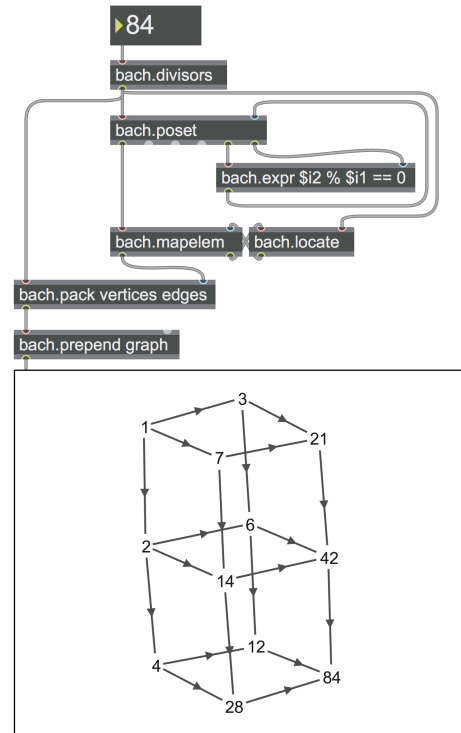 84
bach.divisors
bach.poset
bach.expr $i2 % $i1 == 0
bach.mapelem
bach.locate
bach.pack vertices edges
bach.prepend graph
3
1
21
7
6
2
42
14
12
4
84
28